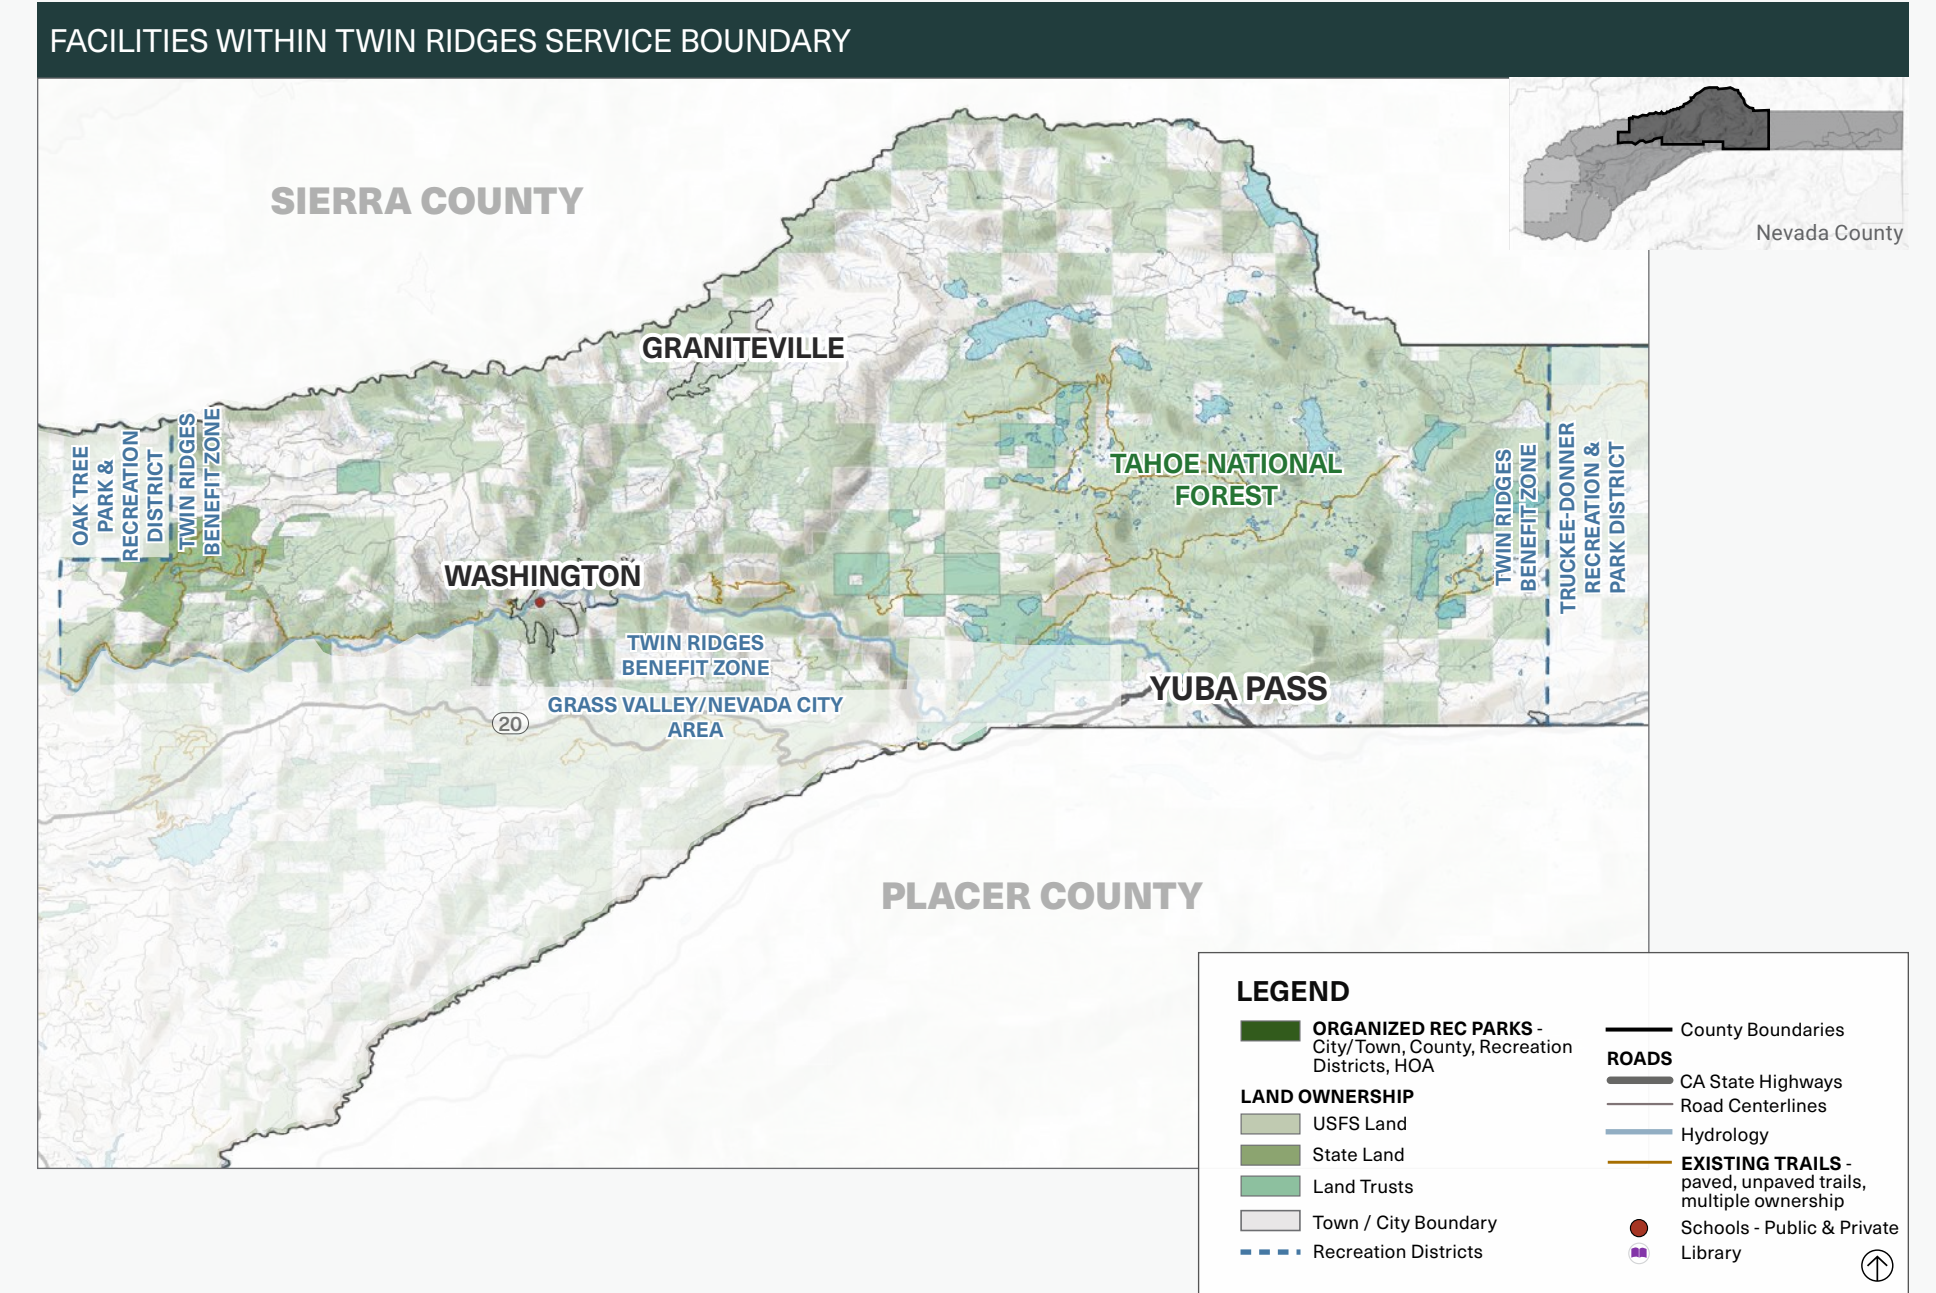 FACILITIES WITHIN TWIN RIDGES SERVICE BOUNDARY
Nevada County
SIERRA COUNTY
GRANITEVILLE
OAK TREE
PARK &
RECREATION
DISTRICT
TWIN RIDGES
BENEFIT ZONE
TAHOE NATIONAL
FOREST
TWIN RIDGES
BENEFIT ZONE
TRUCKEE-DONNER
RECREATION &
PARK DISTRICT
WASHINGTON
TWIN RIDGES
BENEFIT ZONE
GRASS VALLEY/NEVADA CITY
AREA
20
YUBA PASS
PLACER COUNTY
LEGEND
ORGANIZED REC PARKS -
City/Town, County, Recreation
Districts, HOA
LAND OWNERSHIP
USFS Land
State Land
Land Trusts
Town / City Boundary
Recreation Districts
County Boundaries
ROADS
CA State Highways
Road Centerlines
Hydrology
EXISTING TRAILS -
paved, unpaved trails,
multiple ownership
Schools - Public & Private
Library